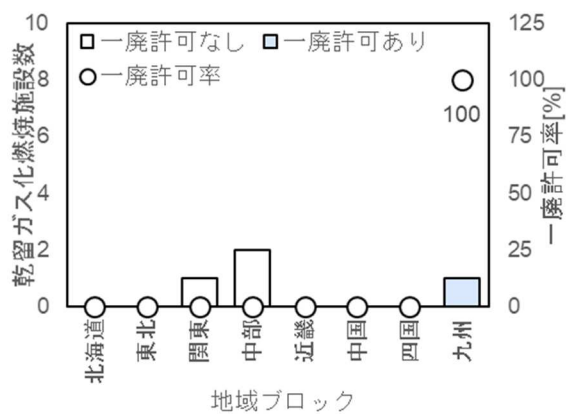 一廃許可なし 一廃許可あり
一廃許可率
乾留ガス化燃焼施設数
10
8
6
4
2
0
125
100
75
50
25
0
一廃許可率[%]
100
北海道
東北
関東
中部
近畿
中国
四国
九州
地域ブロック